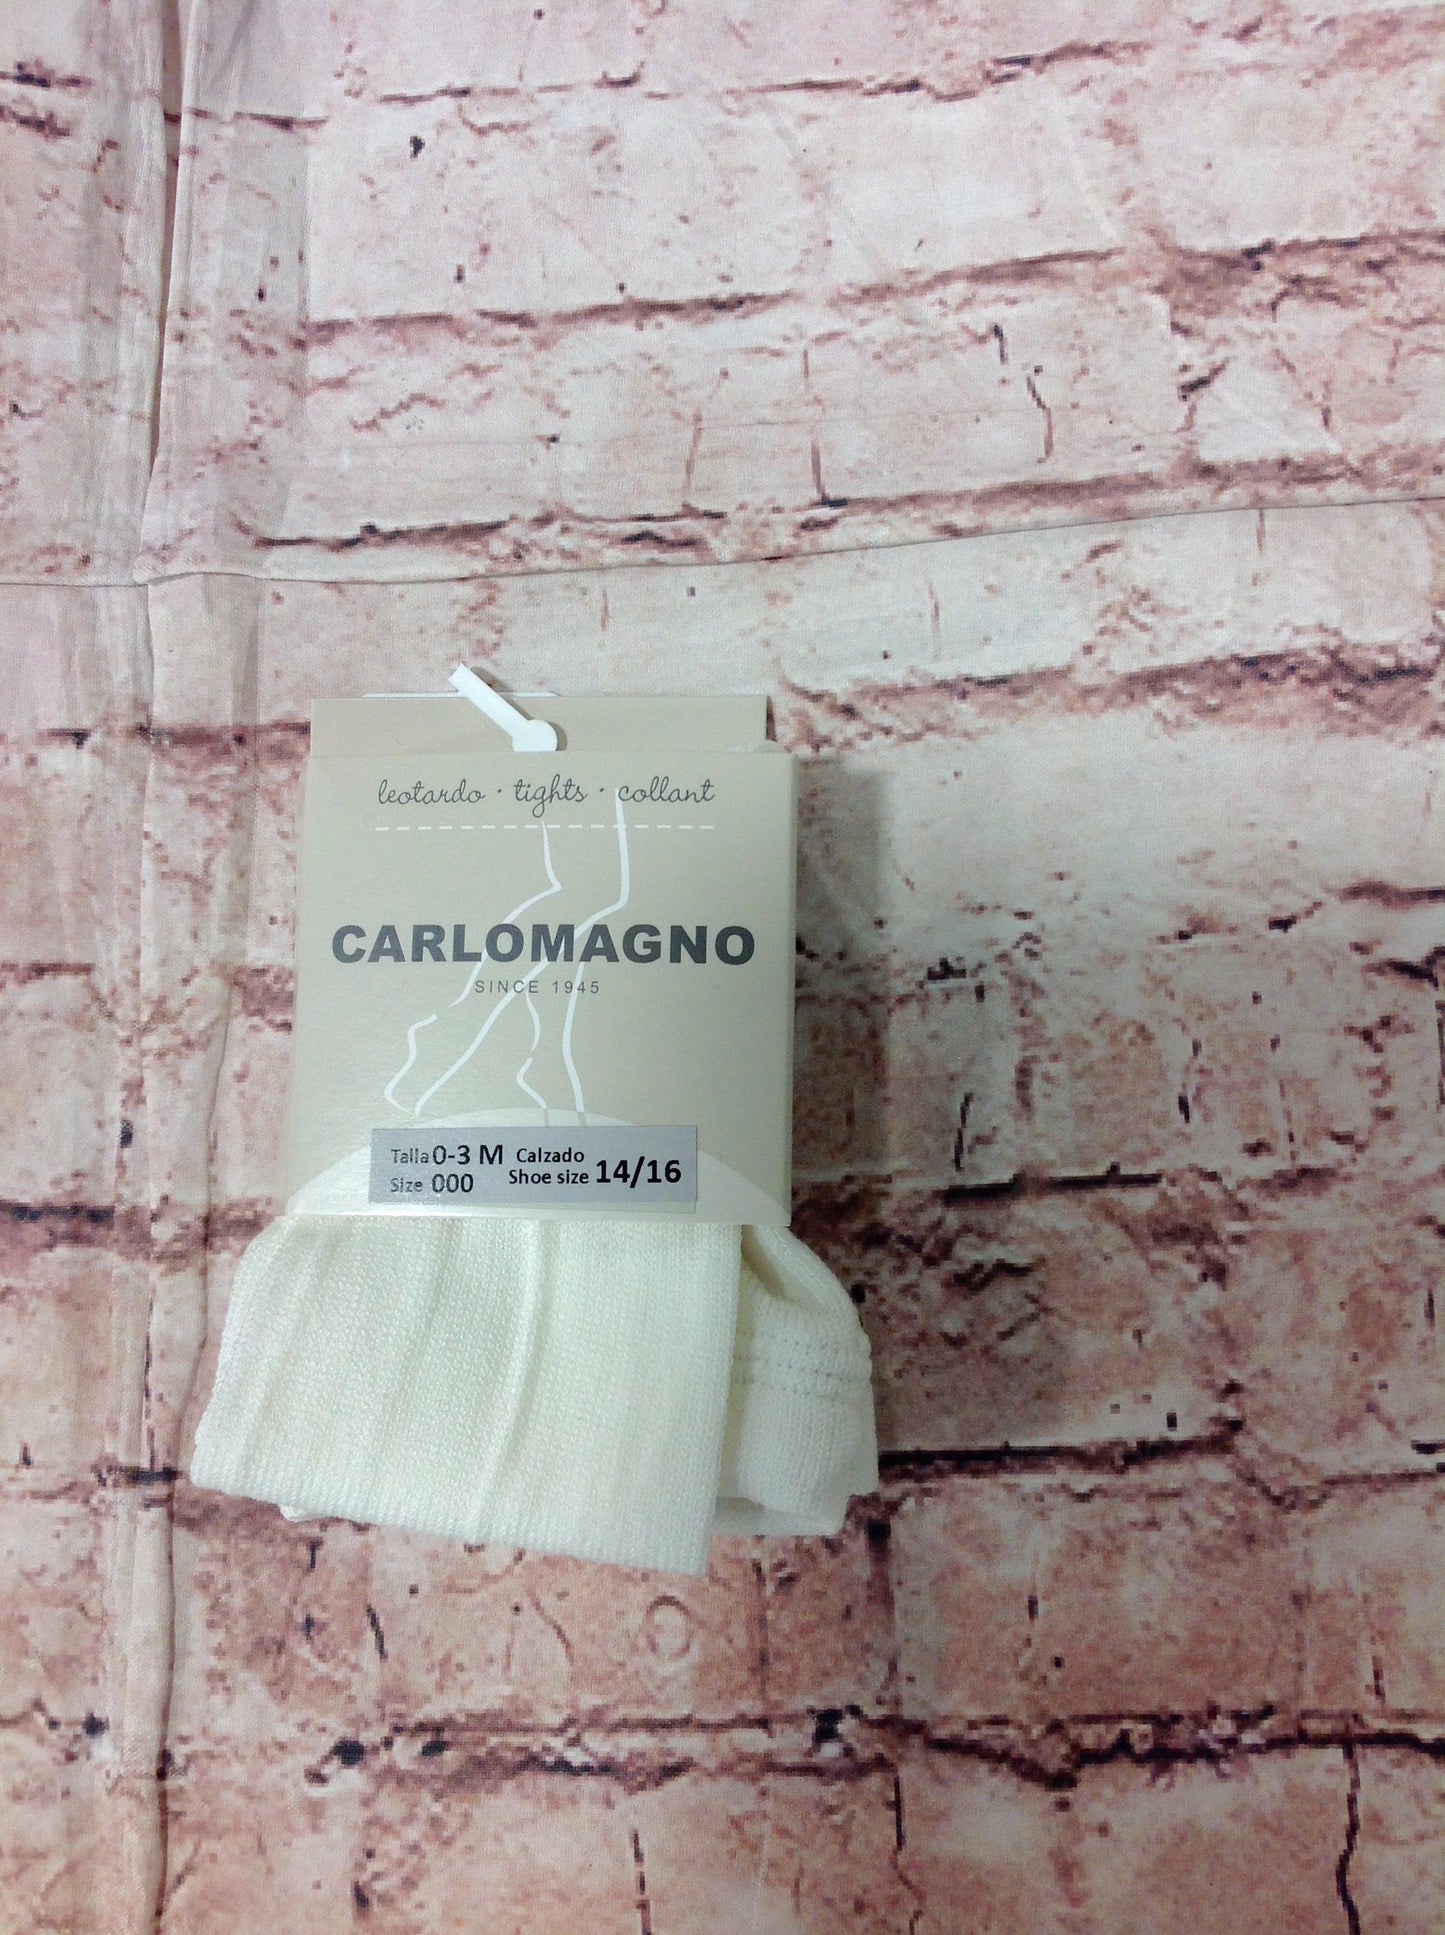 leotardo · tights · collant
CARLOMAGNO
SINCE 1945
Talla 0-3 M Calzado
Size 000 Shoe size 14/16